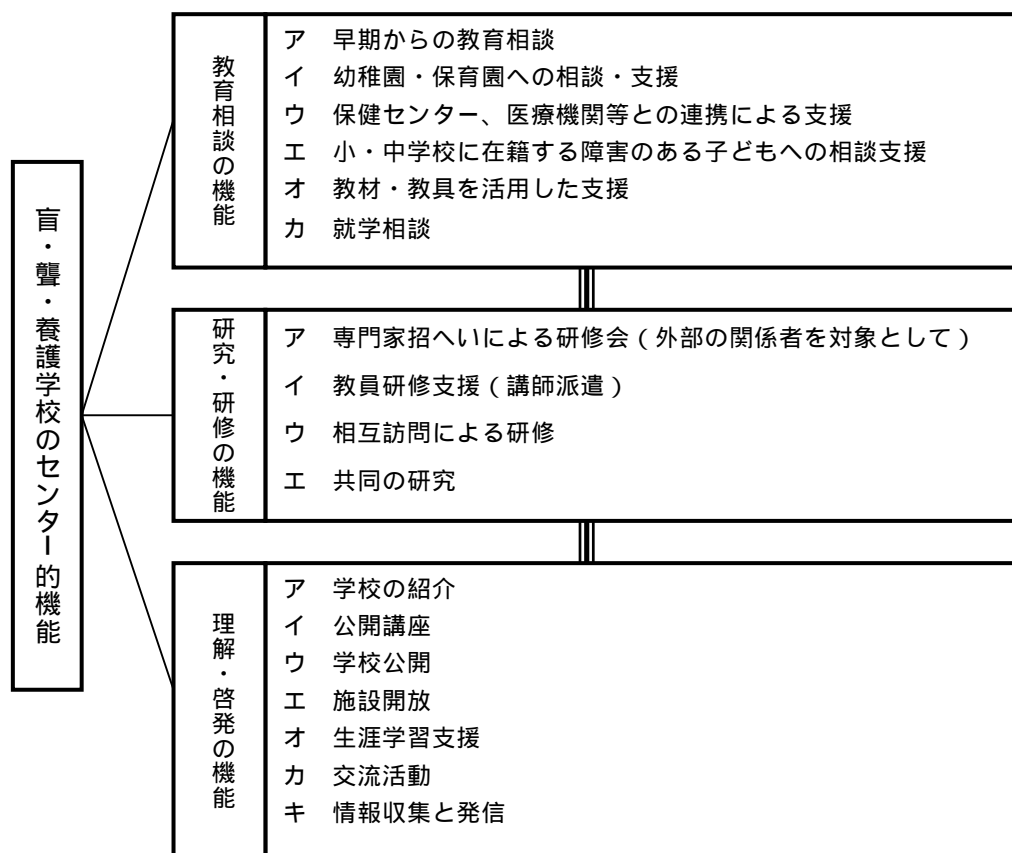 盲・聾・養護学校のセンター的機能
教育相談の機能
ア 早期からの教育相談
イ 幼稚園・保育園への相談・支援
ウ 保健センター、医療機関等との連携による支援
エ 小・中学校に在籍する障害のある子どもへの相談支援
オ 教材・教具を活用した支援
カ 就学相談
研究・研修の機能
ア 専門家招へいによる研修会(外部の関係者を対象として)
イ 教員研修支援(講師派遣)
ウ 相互訪問による研修
エ 共同の研究
理解・啓発の機能
ア 学校の紹介
イ 公開講座
ウ 学校公開
エ 施設開放
オ 生涯学習支援
カ 交流活動
キ 情報収集と発信